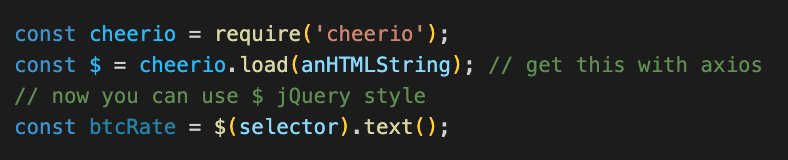 const cheerio = require('cheerio');
const $ = cheerio.load(anHTMLString); // get this with axios
// now you can use $ jQuery style
const btcRate = $(selector).text();